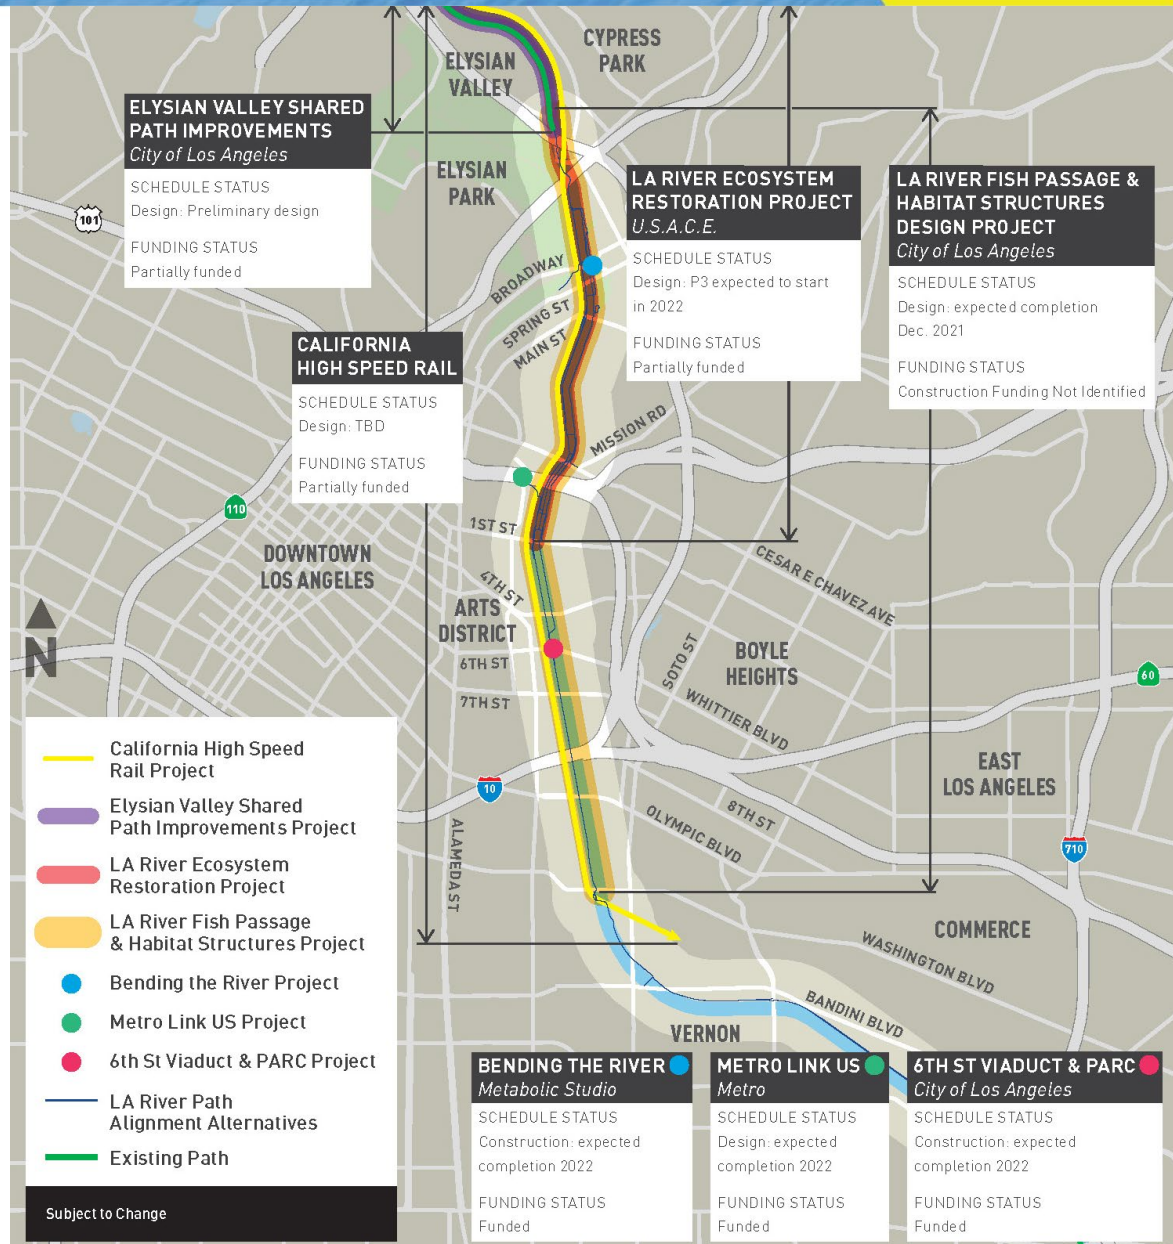 CYPRESS
PARK
ELYSIAN
VALLEY
ELYSIAN VALLEY SHARED
PATH IMPROVEMENTS
City of Los Angeles
SCHEDULE STATUS
Design: Preliminary design
FUNDING STATUS
Partially funded
101
ELYSIAN
PARK
LA RIVER ECOSYSTEM
RESTORATION PROJECT
U.S.A.C.E.
SCHEDULE STATUS
Design: P3 expected to start
in 2022
FUNDING STATUS
Partially funded
LA RIVER FISH PASSAGE &
HABITAT STRUCTURES
DESIGN PROJECT
City of Los Angeles
SCHEDULE STATUS
Design: expected completion
Dec. 2021
FUNDING STATUS
Construction Funding Not Identified
BROADWAY
SPRING ST
MAIN ST
CALIFORNIA
HIGH SPEED RAIL
SCHEDULE STATUS
Design: TBD
FUNDING STATUS
Partially funded
MISSION RD
110
1ST ST
DOWNTOWN
LOS ANGELES
CESAR E CHAVEZ AVE
4TH ST
ARTS
DISTRICT
N
6TH ST
7TH ST
SOTO ST
BOYLE
HEIGHTS
60
WHITTIER BLVD
EAST
LOS ANGELES
10
8TH ST
OLYMPIC BLVD
710
ALAMEDA ST
COMMERCE
WASHINGTON BLVD
BANDINI BLVD
VERNON
California High Speed
Rail Project
Elysian Valley Shared
Path Improvements Project
LA River Ecosystem
Restoration Project
LA River Fish Passage
& Habitat Structures Project
Bending the River Project
Metro Link US Project
6th St Viaduct & PARC Project
LA River Path
Alignment Alternatives
Existing Path
Subject to Change
BENDING THE RIVER
Metabolic Studio
SCHEDULE STATUS
Construction: expected
completion 2022
FUNDING STATUS
Funded
METRO LINK US
Metro
SCHEDULE STATUS
Design: expected
completion 2022
FUNDING STATUS
Funded
6TH ST VIADUCT & PARC
City of Los Angeles
SCHEDULE STATUS
Construction: expected
completion 2022
FUNDING STATUS
Funded